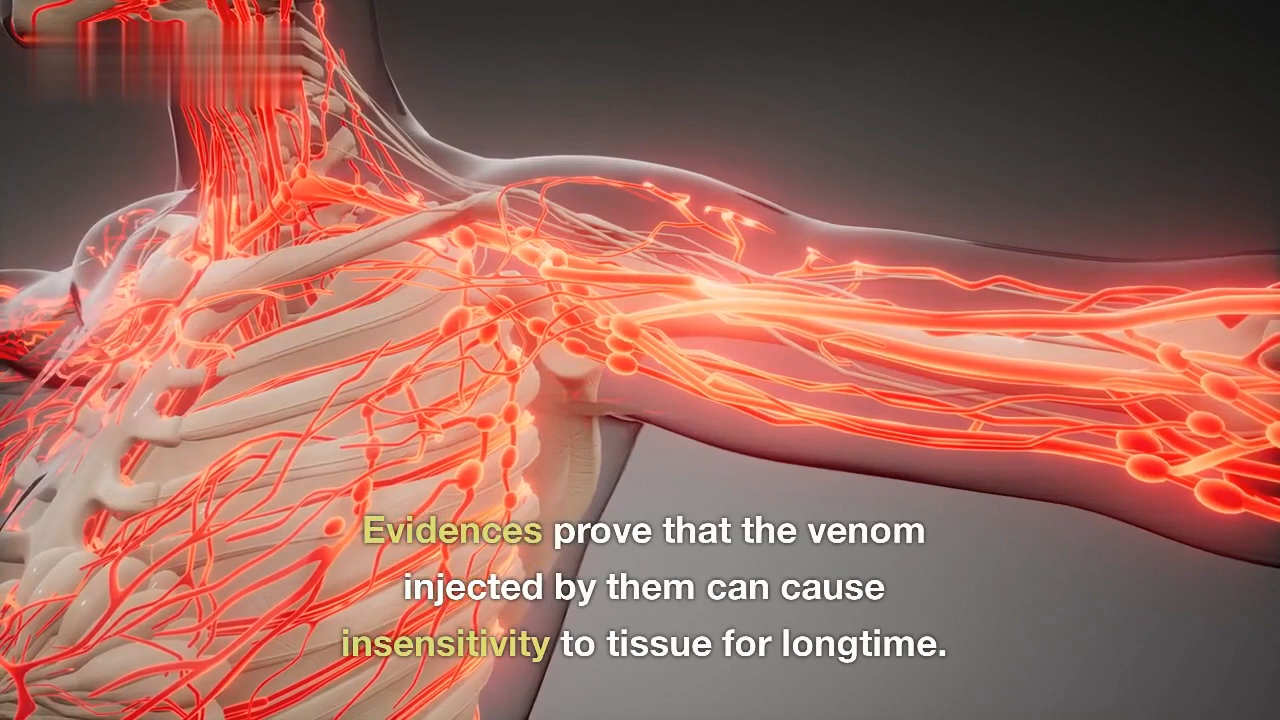 Evidences prove that the venom
injected by them can cause
insensitivity to tissue for longtime.